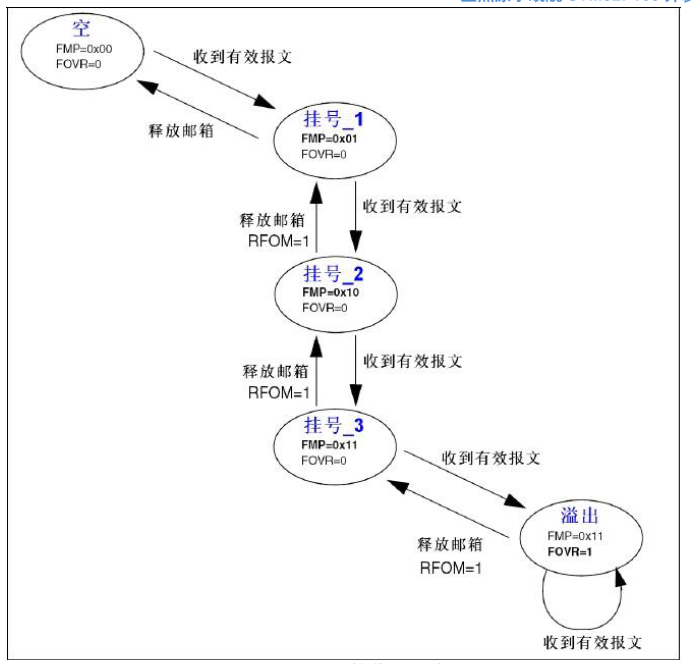 空
FMP=0x00
FOVR=0
收到有效报文
释放邮箱
挂号_1
FMP=0x01
FOVR=0
收到有效报文
释放邮箱
RFOM=1
挂号_2
FMP=0x10
FOVR=0
收到有效报文
释放邮箱
RFOM=1
挂号_3
FMP=0x11
FOVR=0
收到有效报文
释放邮箱
RFOM=1
溢出
FMP=0x11
FOVR=1
收到有效报文